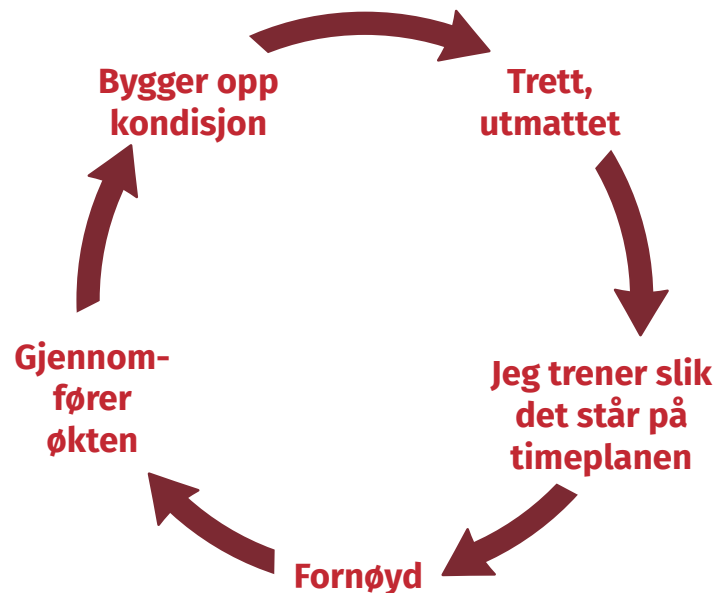 Bygger opp
kondisjon
Trett,
utmattet
Jeg trener slik
det står på
timeplanen
Fornøyd
Gjennom-
fører
økten